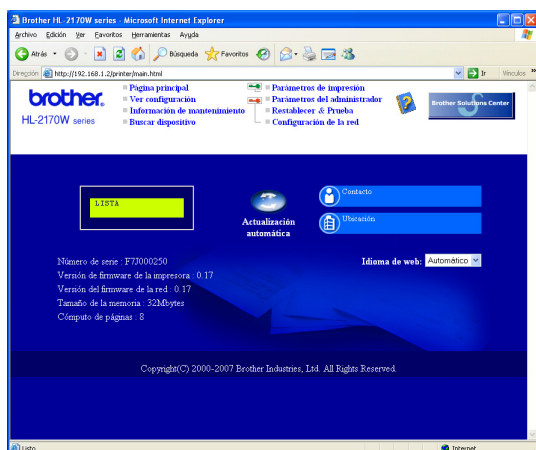 Brother HL-2170W series - Microsoft Internet Explorer
Archivo Edición Ver Favoritos Herramientas Ayuda
Atrás Búsqueda Favoritos
Dirección http://192.168.1.2/printer/main.html Ir Vínculos »
brother.
HL-2170W series
Página principal
Ver configuración
Información de mantenimiento
Buscar dispositivo
Parámetros de impresión
Parámetros del administrador
Restablecer & Prueba
Configuración de la red
Brother Solutions Center
LISTA
Actualización
automática
Contacto
Ubicación
Número de serie : F7J000250
Idioma de web: Automático
Versión de firmware de la impresora : 0.17
Versión del firmware de la red : 0.17
Tamaño de la memoria : 32Mbytes
Cómputo de páginas : 8
Copyright(C) 2000-2007 Brother Industries, Ltd. All Rights Reserved.
Listo Internet